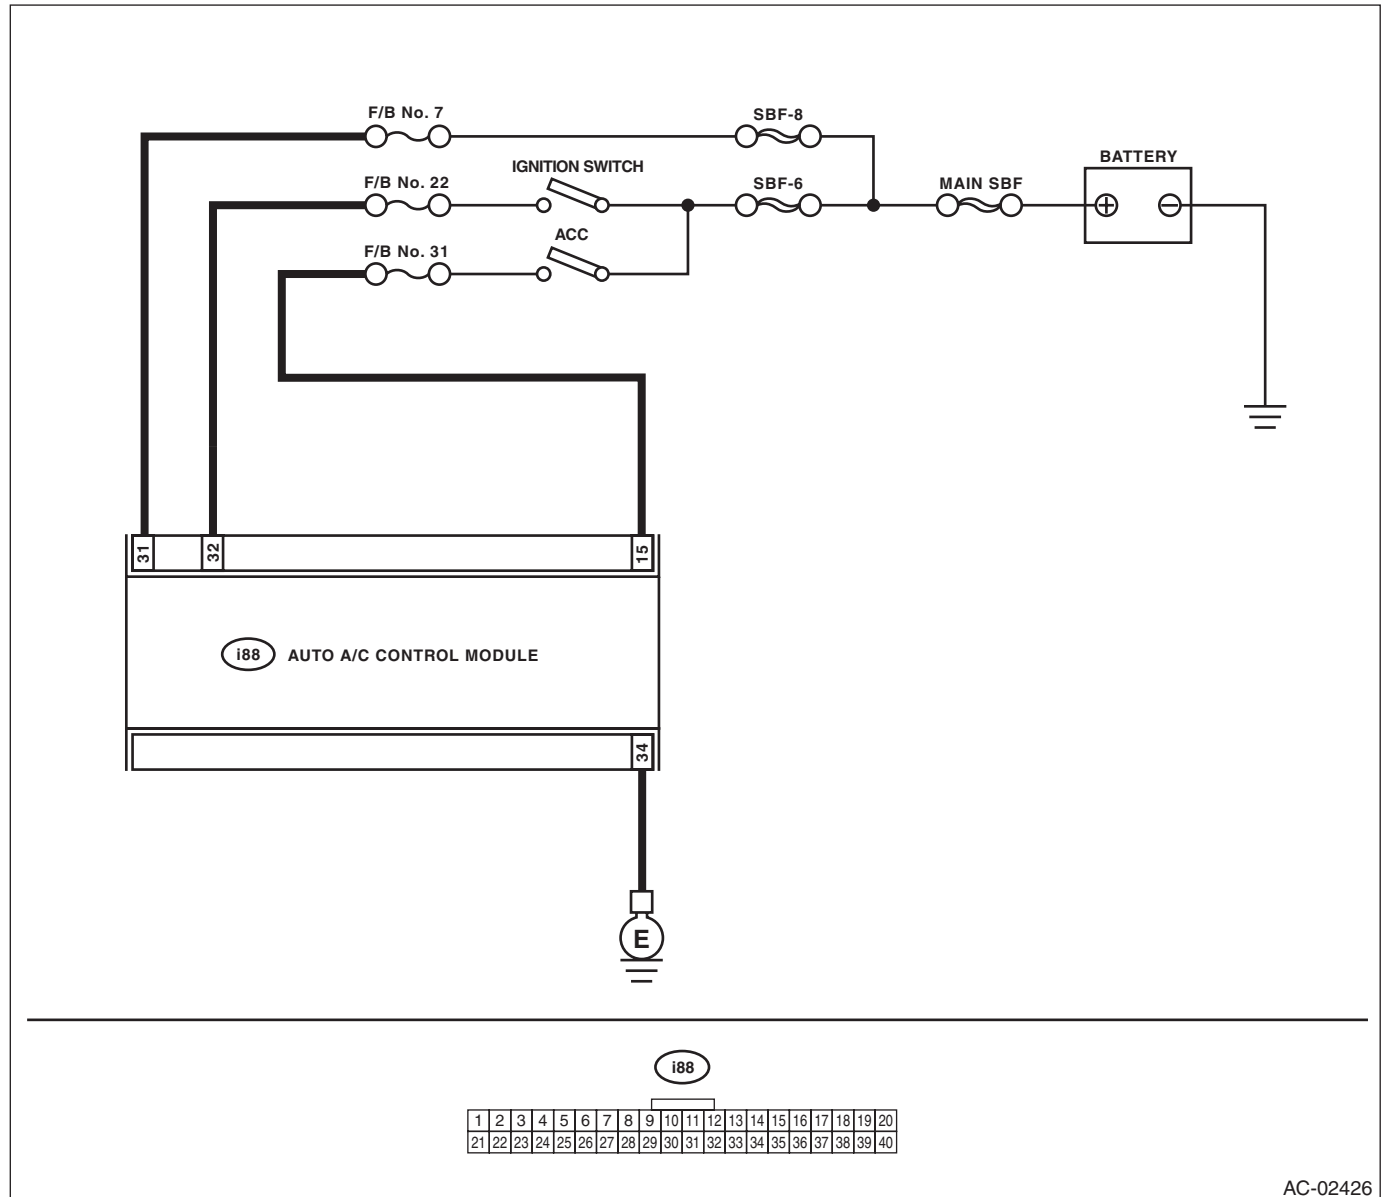 F/B No. 7
SBF-8
IGNITION SWITCH
BATTERY
F/B No. 22
SBF-6
MAIN SBF
F/B No. 31
ACC
31
32
15
i88 AUTO A/C CONTROL MODULE
34
E
i88
1 2 3 4 5 6 7 8 9 10 11 12 13 14 15 16 17 18 19 20
21 22 23 24 25 26 27 28 29 30 31 32 33 34 35 36 37 38 39 40
AC-02426